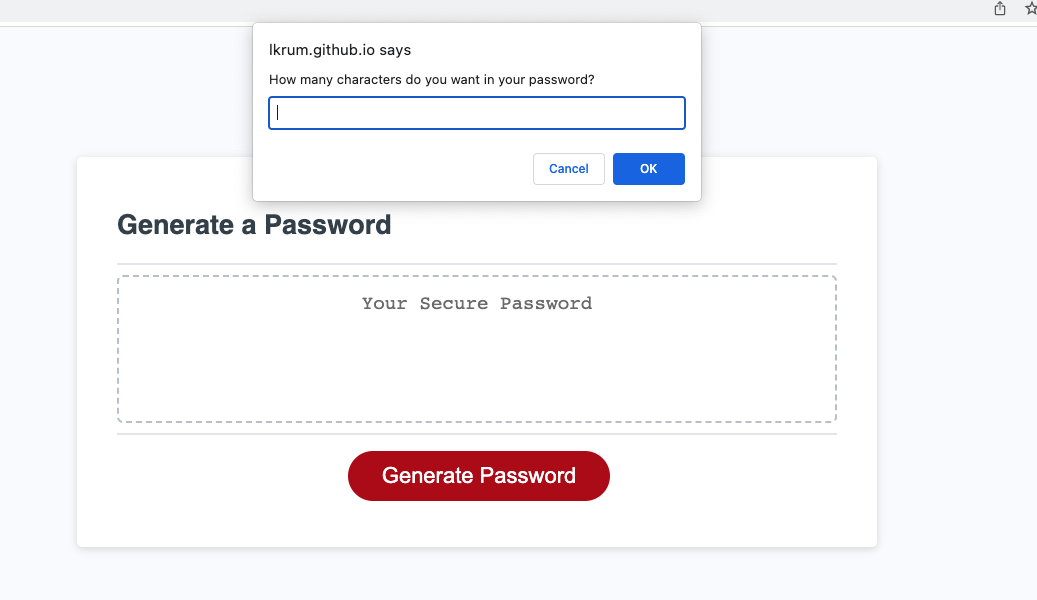 lkrum.github.io says
How many characters do you want in your password?
Cancel OK
Generate a Password
Your Secure Password
Generate Password